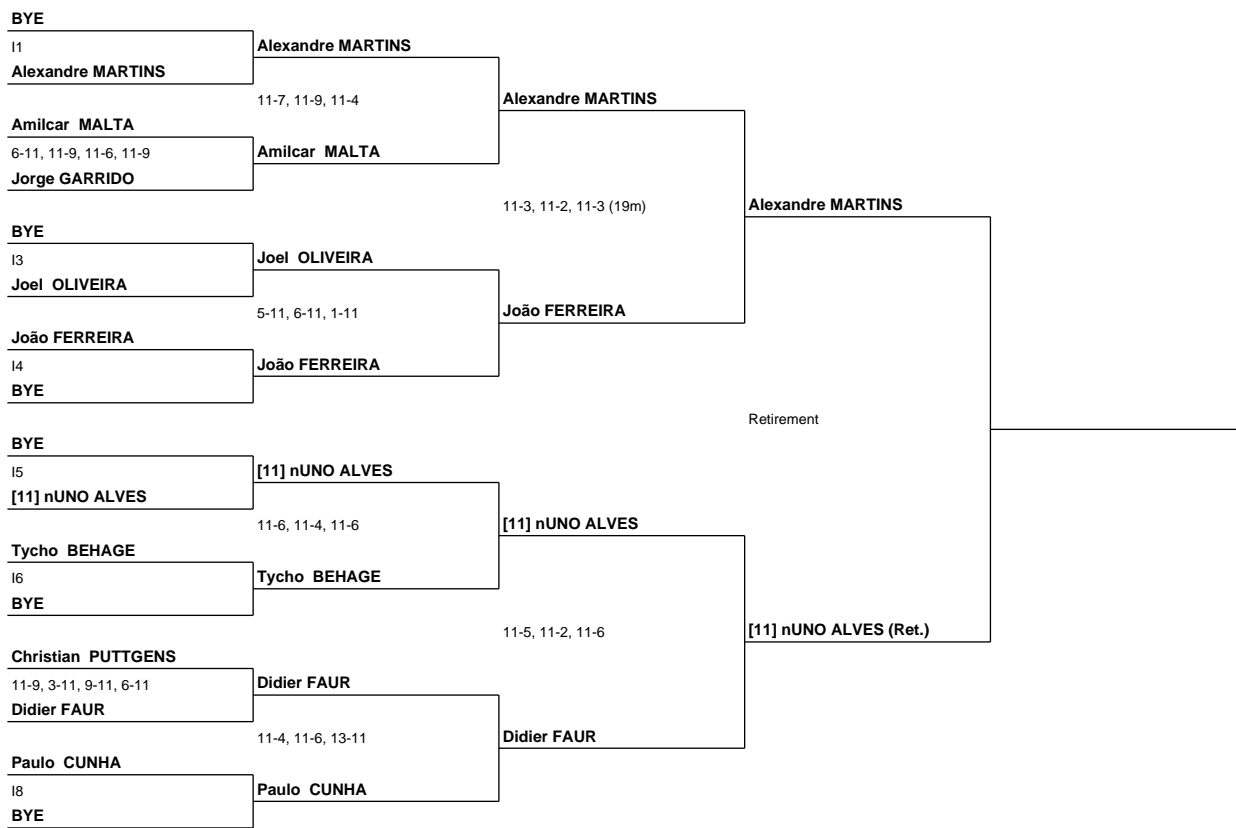 BYE
I1
Alexandre MARTINS
Amilcar MALTA
6-11, 11-9, 11-6, 11-9
Jorge GARRIDO
BYE
I3
Joel OLIVEIRA
João FERREIRA
I4
BYE
BYE
I5
[11] nUNO ALVES
Tycho BEHAGE
I6
BYE
Christian PUTTGENS
11-9, 3-11, 9-11, 6-11
Didier FAUR
Paulo CUNHA
I8
BYE
Alexandre MARTINS
11-7, 11-9, 11-4
Amilcar MALTA
Joel OLIVEIRA
5-11, 6-11, 1-11
João FERREIRA
[11] nUNO ALVES
11-6, 11-4, 11-6
Tycho BEHAGE
Didier FAUR
11-4, 11-6, 13-11
Paulo CUNHA
Alexandre MARTINS
11-3, 11-2, 11-3 (19m)
João FERREIRA
[11] nUNO ALVES
11-5, 11-2, 11-6
Didier FAUR
Alexandre MARTINS
Retirement
[11] nUNO ALVES (Ret.)